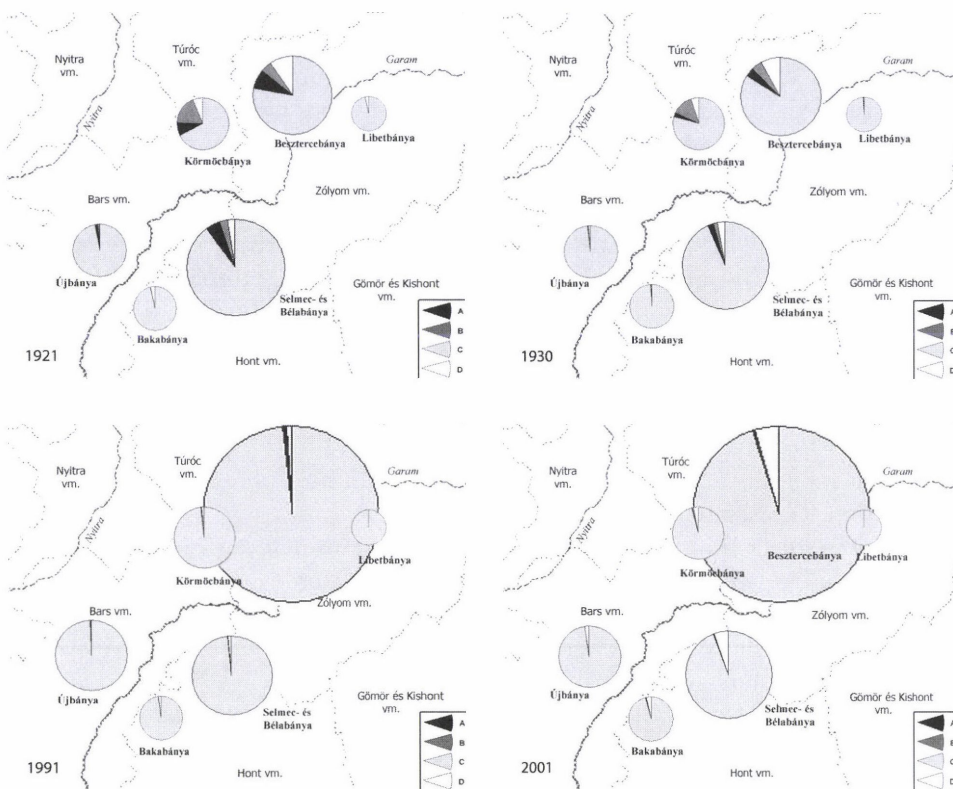 Nyitra
vm.
Túróc
vm.
Garam
Nyitra
Körmöcbánya
Besztercebánya
Libetbánya
Bars vm.
Zólyom vm.
Újbánya
Selmec- és
Bélabánya
Gömör és Kishont
vm.
Bakabánya
Hont vm.
1921
A
B
C
D
Nyitra
vm.
Túróc
vm.
Garam
Nyitra
Körmöcbánya
Besztercebánya
Libetbánya
Bars vm.
Zólyom vm.
Újbánya
Selmec- és
Bélabánya
Gömör és Kishont
vm.
Bakabánya
Hont vm.
1930
A
B
C
D
Nyitra
vm.
Túróc
vm.
Garam
Nyitra
Körmöcbánya
Libetbánya
Bars vm.
Zólyom vm.
Újbánya
Selmec- és
Bélabánya
Gömör és Kishont
vm.
Bakabánya
Hont vm.
1991
A
B
C
D
Nyitra
vm.
Túróc
vm.
Garam
Nyitra
Körmöcbánya
Besztercebánya
Libetbánya
Bars vm.
Zólyom vm.
Újbánya
Selmec- és
Bélabánya
Gömör és Kishont
vm.
Bakabánya
Hont vm.
2001
A
B
C
D